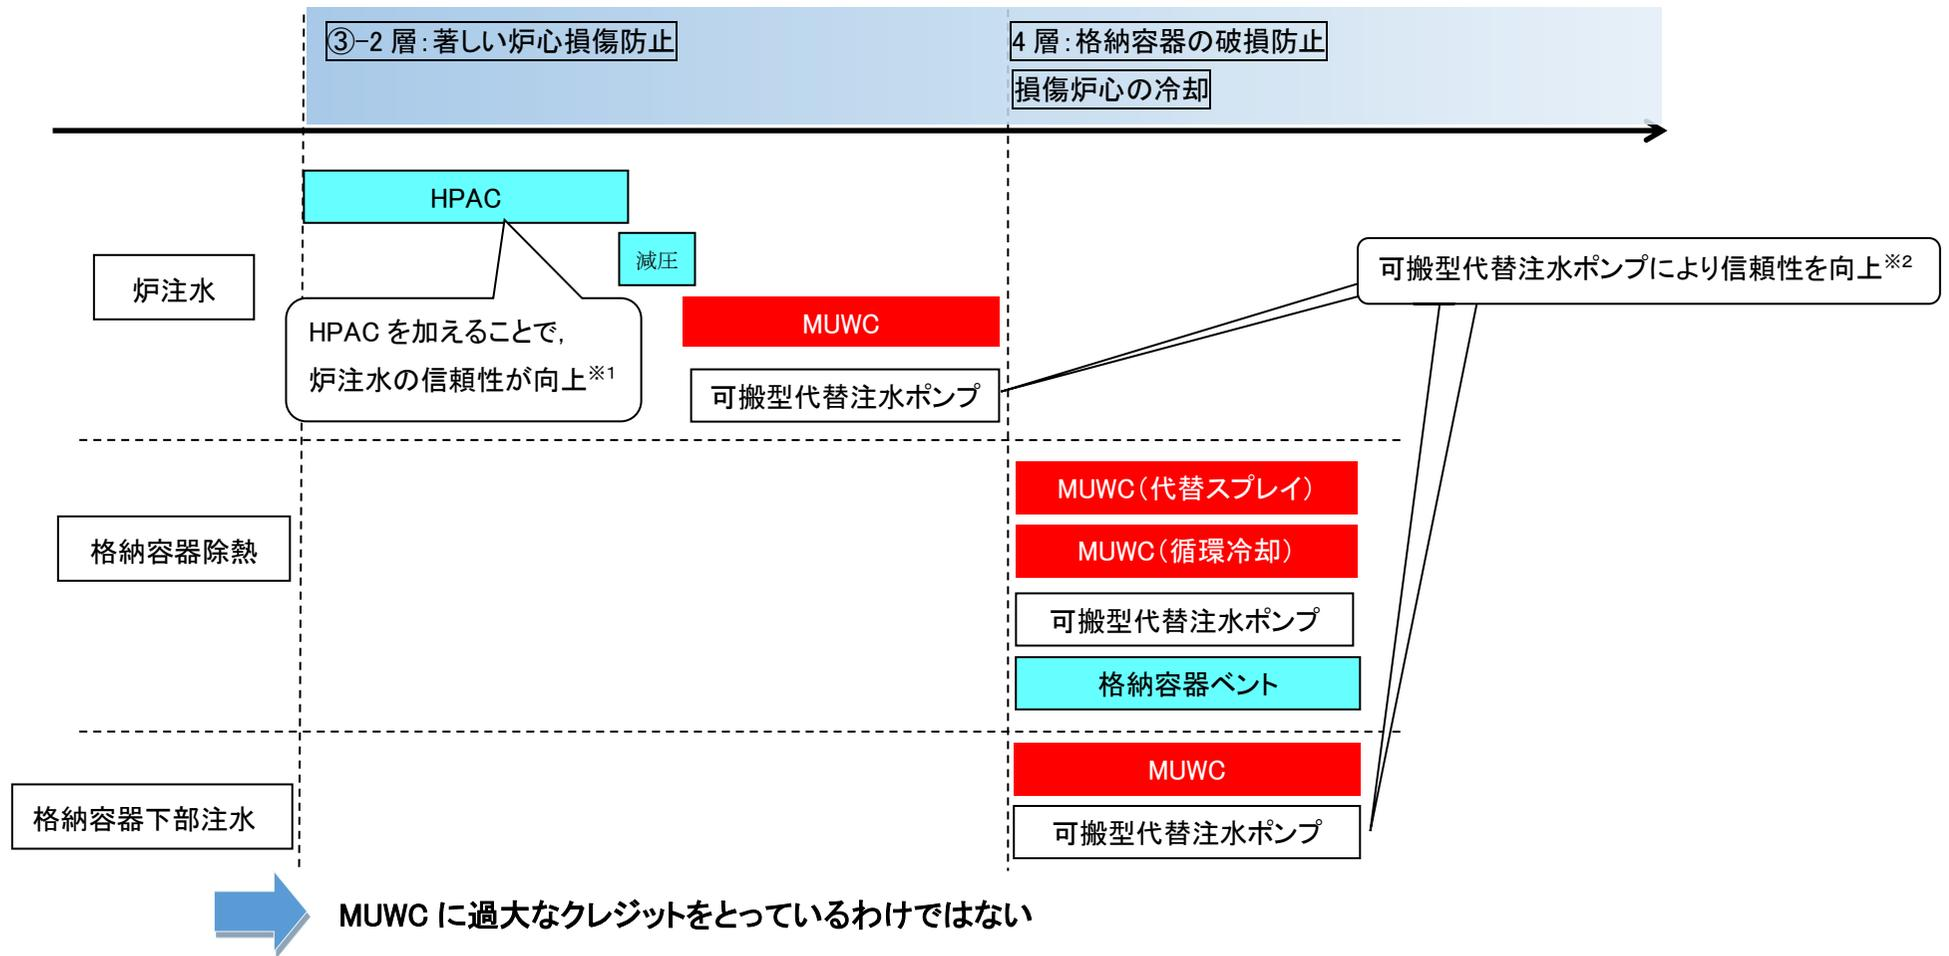 ③-2 層:著しい炉心損傷防止
4 層:格納容器の破損防止
損傷炉心の冷却
HPAC
減圧
炉注水
HPAC を加えることで,
炉注水の信頼性が向上※1
MUWC
可搬型代替注水ポンプ
可搬型代替注水ポンプにより信頼性を向上※2
格納容器除熱
MUWC(代替スプレイ)
MUWC(循環冷却)
可搬型代替注水ポンプ
格納容器ベント
格納容器下部注水
MUWC
可搬型代替注水ポンプ
MUWC に過大なクレジットをとっているわけではない